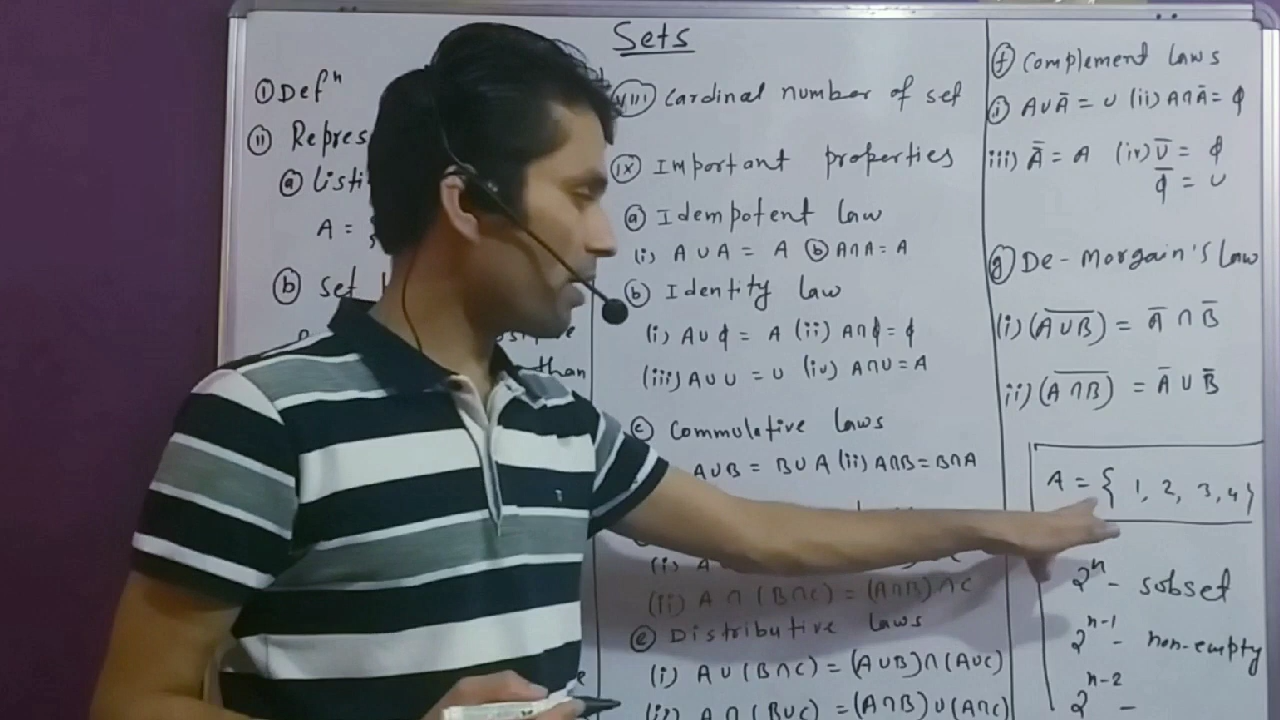 Sets
① Defⁿ
ⅱ Repres
ⓐ listi
A = {
ⓑ Set
than
viii Cardinal number of set
ix Important properties
ⓐ Idempotent law
(i) A∪A = A ⓑ A∩A = A
ⓑ Identity law
(i) A∪ϕ = A (ii) A∩ϕ = ϕ
(iii) A∪U = U (iv) A∩U = A
ⓒ Commulative laws
A∪B = B∪A (ii) A∩B = B∩A
(i) A
(ii) A∩(B∩C) = (A∩B)∩C
ⓔ Distributive laws
(i) A∪(B∩C) = (A∪B)∩(A∪C)
(ii) A∩(B∪C) = (A∩B)∪(A∩C)
ⓕ Complement laws
ⓘ A∪Ā = U (ii) A∩Ā = ϕ
iii) Ā̄ = A (iv) U̅ = ϕ
ϕ̅ = U
ⓖ De-Morgain's law
(i) (A̅∪̅B̅) = A̅ ∩ B̅
ii) (A̅∩̅B̅) = A̅ ∪ B̅
A = { 1, 2, 3, 4 }
2ⁿ - sobset
2ⁿ⁻¹ - non-empty
2ⁿ⁻² -